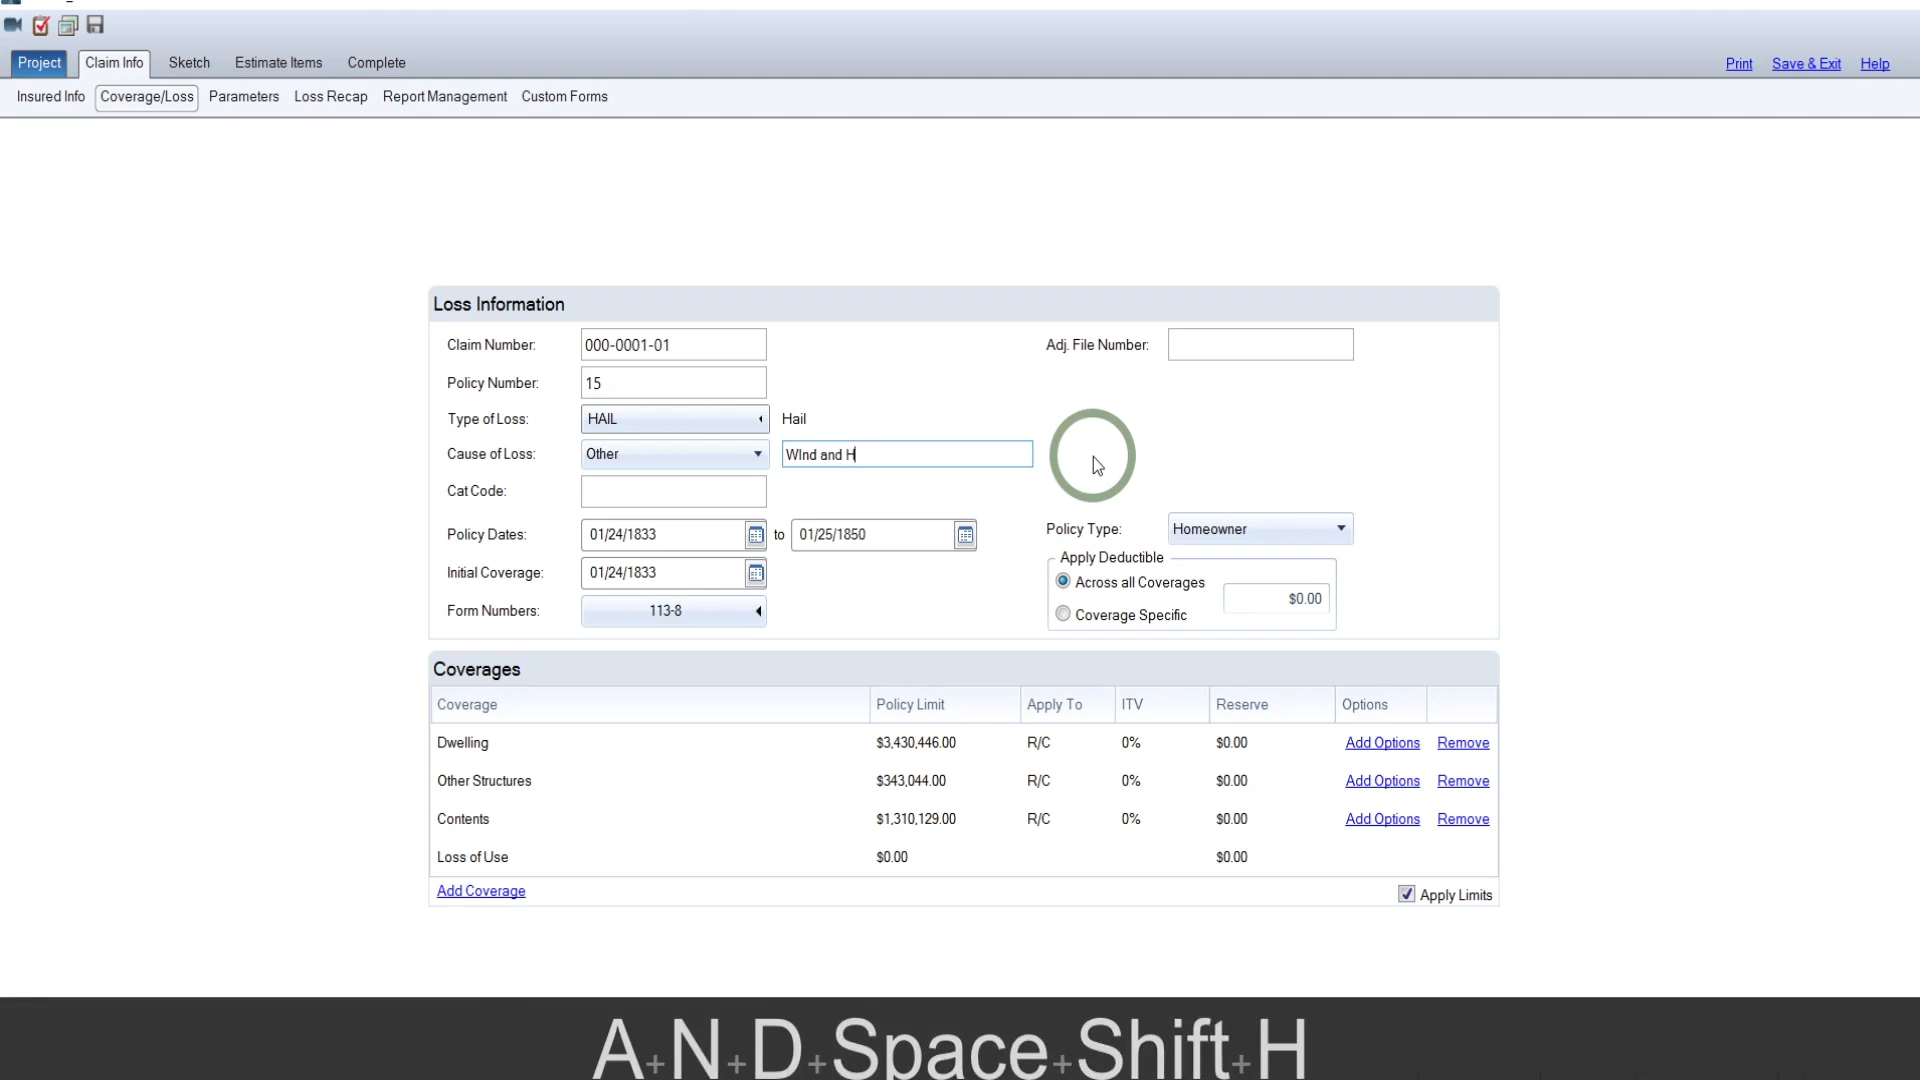 Project Claim Info Sketch Estimate Items Complete Print Save & Exit Help
Insured Info Coverage/Loss Parameters Loss Recap Report Management Custom Forms
Loss Information
Claim Number: 000-0001-01 Adj. File Number:
Policy Number: 15
Type of Loss: HAIL Hail
Cause of Loss: Other WInd and H
Cat Code:
Policy Dates: 01/24/1833 to 01/25/1850 Policy Type: Homeowner
Apply Deductible
Initial Coverage: 01/24/1833 Across all Coverages
$0.00
Form Numbers: 113-8 Coverage Specific
Coverages
Coverage Policy Limit Apply To ITV Reserve Options
Dwelling $3,430,446.00 R/C 0% $0.00 Add Options Remove
Other Structures $343,044.00 R/C 0% $0.00 Add Options Remove
Contents $1,310,129.00 R/C 0% $0.00 Add Options Remove
Loss of Use $0.00 $0.00
Add Coverage Apply Limits
A+N+D+Space+Shift+H